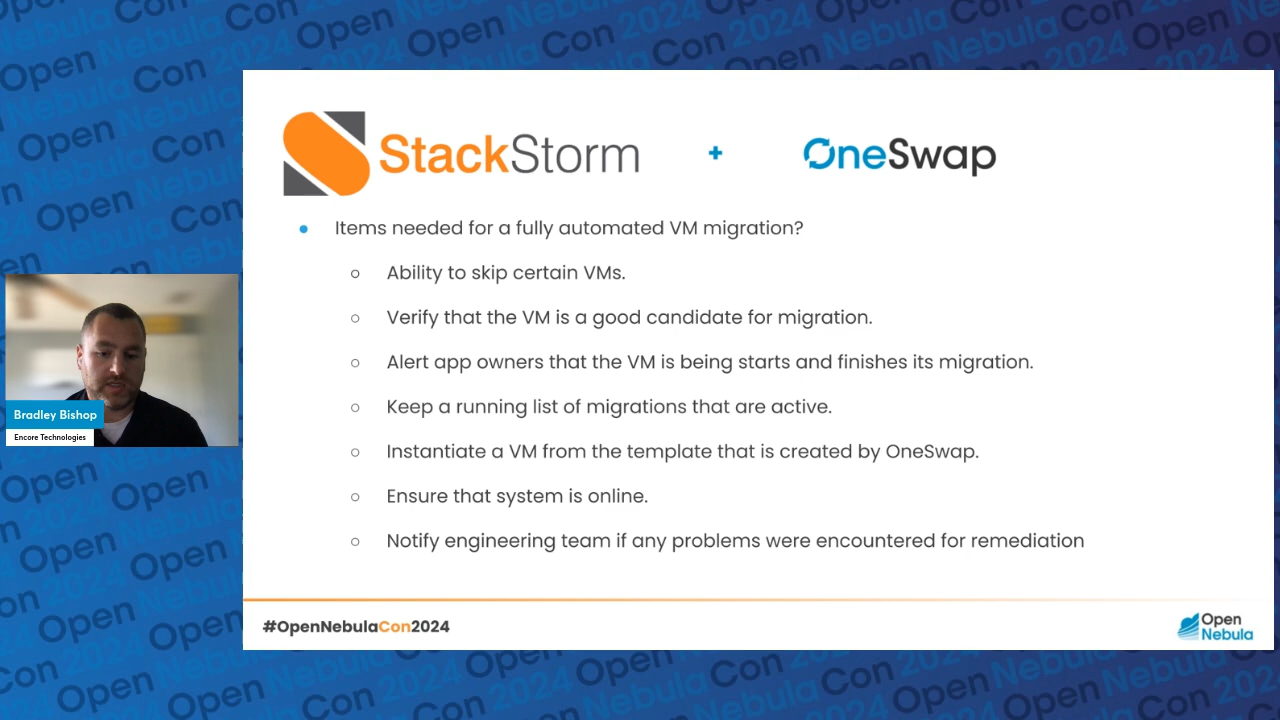 StackStorm + OneSwap
Items needed for a fully automated VM migration?
Ability to skip certain VMs.
Verify that the VM is a good candidate for migration.
Alert app owners that the VM is being starts and finishes its migration.
Keep a running list of migrations that are active.
Instantiate a VM from the template that is created by OneSwap.
Ensure that system is online.
Notify engineering team if any problems were encountered for remediation
Bradley Bishop
Encore Technologies
#OpenNebulaCon2024
Open
Nebula